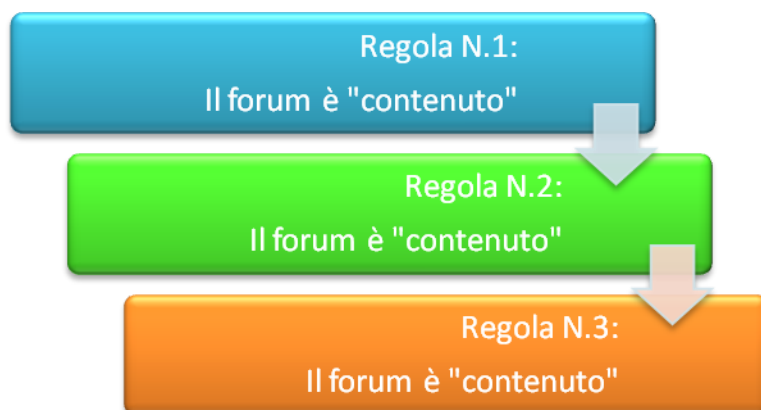 Regola N.1:
Il forum è "contenuto"
Regola N.2:
Il forum è "contenuto"
Regola N.3:
Il forum è "contenuto"